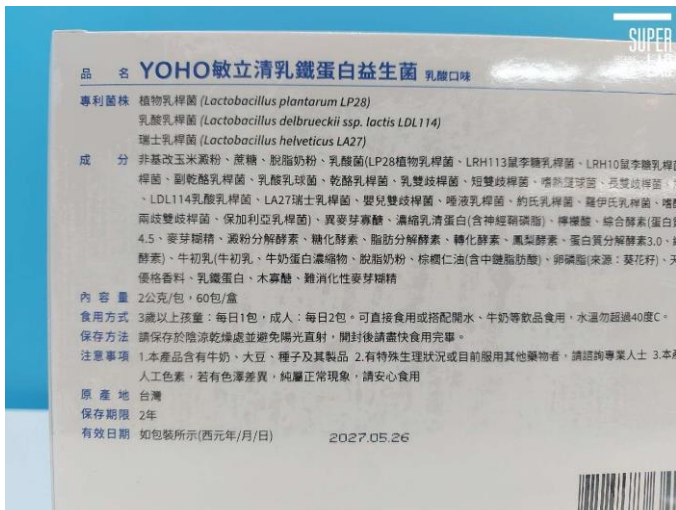 SUPER
LAB
品名 YOHO敏立清乳鐵蛋白益生菌 乳酸口味
專利菌株 植物乳桿菌 (Lactobacillus plantarum LP28)
乳酸乳桿菌 (Lactobacillus delbrueckii ssp. lactis LDL114)
瑞士乳桿菌 (Lactobacillus helveticus LA27)
成分 非基改玉米澱粉、蔗糖、脫脂奶粉、乳酸菌(LP28植物乳桿菌、LRH113鼠李糖乳桿菌、LRH10鼠李糖乳桿
桿菌、副乾酪乳桿菌、乳酸乳球菌、乾酪乳桿菌、乳雙歧桿菌、短雙歧桿菌、嗜熱鏈球菌、長雙歧桿菌、
、LDL114乳酸乳桿菌、LA27瑞士乳桿菌、嬰兒雙歧桿菌、唾液乳桿菌、約氏乳桿菌、羅伊氏乳桿菌、嗜
兩歧雙歧桿菌、保加利亞乳桿菌)、異麥芽寡醣、濃縮乳清蛋白(含神經鞘磷脂)、檸檬酸、綜合酵素(蛋白
4.5、麥芽糊精、澱粉分解酵素、糖化酵素、脂肪分解酵素、轉化酵素、鳳梨酵素、蛋白質分解酵素3.0、
酵素)、牛初乳(牛初乳、牛奶蛋白濃縮物、脫脂奶粉、棕櫚仁油(含中鏈脂肪酸)、卵磷脂(來源：葵花籽)、天
優格香料、乳鐵蛋白、木寡醣、難消化性麥芽糊精
內容量 2公克/包，60包/盒
食用方式 3歲以上孩童：每日1包，成人：每日2包。可直接食用或搭配開水、牛奶等飲品食用，水溫勿超過40度C。
保存方法 請保存於陰涼乾燥處並避免陽光直射，開封後請盡快食用完畢。
注意事項 1.本產品含有牛奶、大豆、種子及其製品 2.有特殊生理狀況或目前服用其他藥物者，請諮詢專業人士 3.本
人工色素，若有色澤差異，純屬正常現象，請安心食用
原產地 台灣
保存期限 2年
有效日期 如包裝所示(西元年/月/日) 2027.05.26